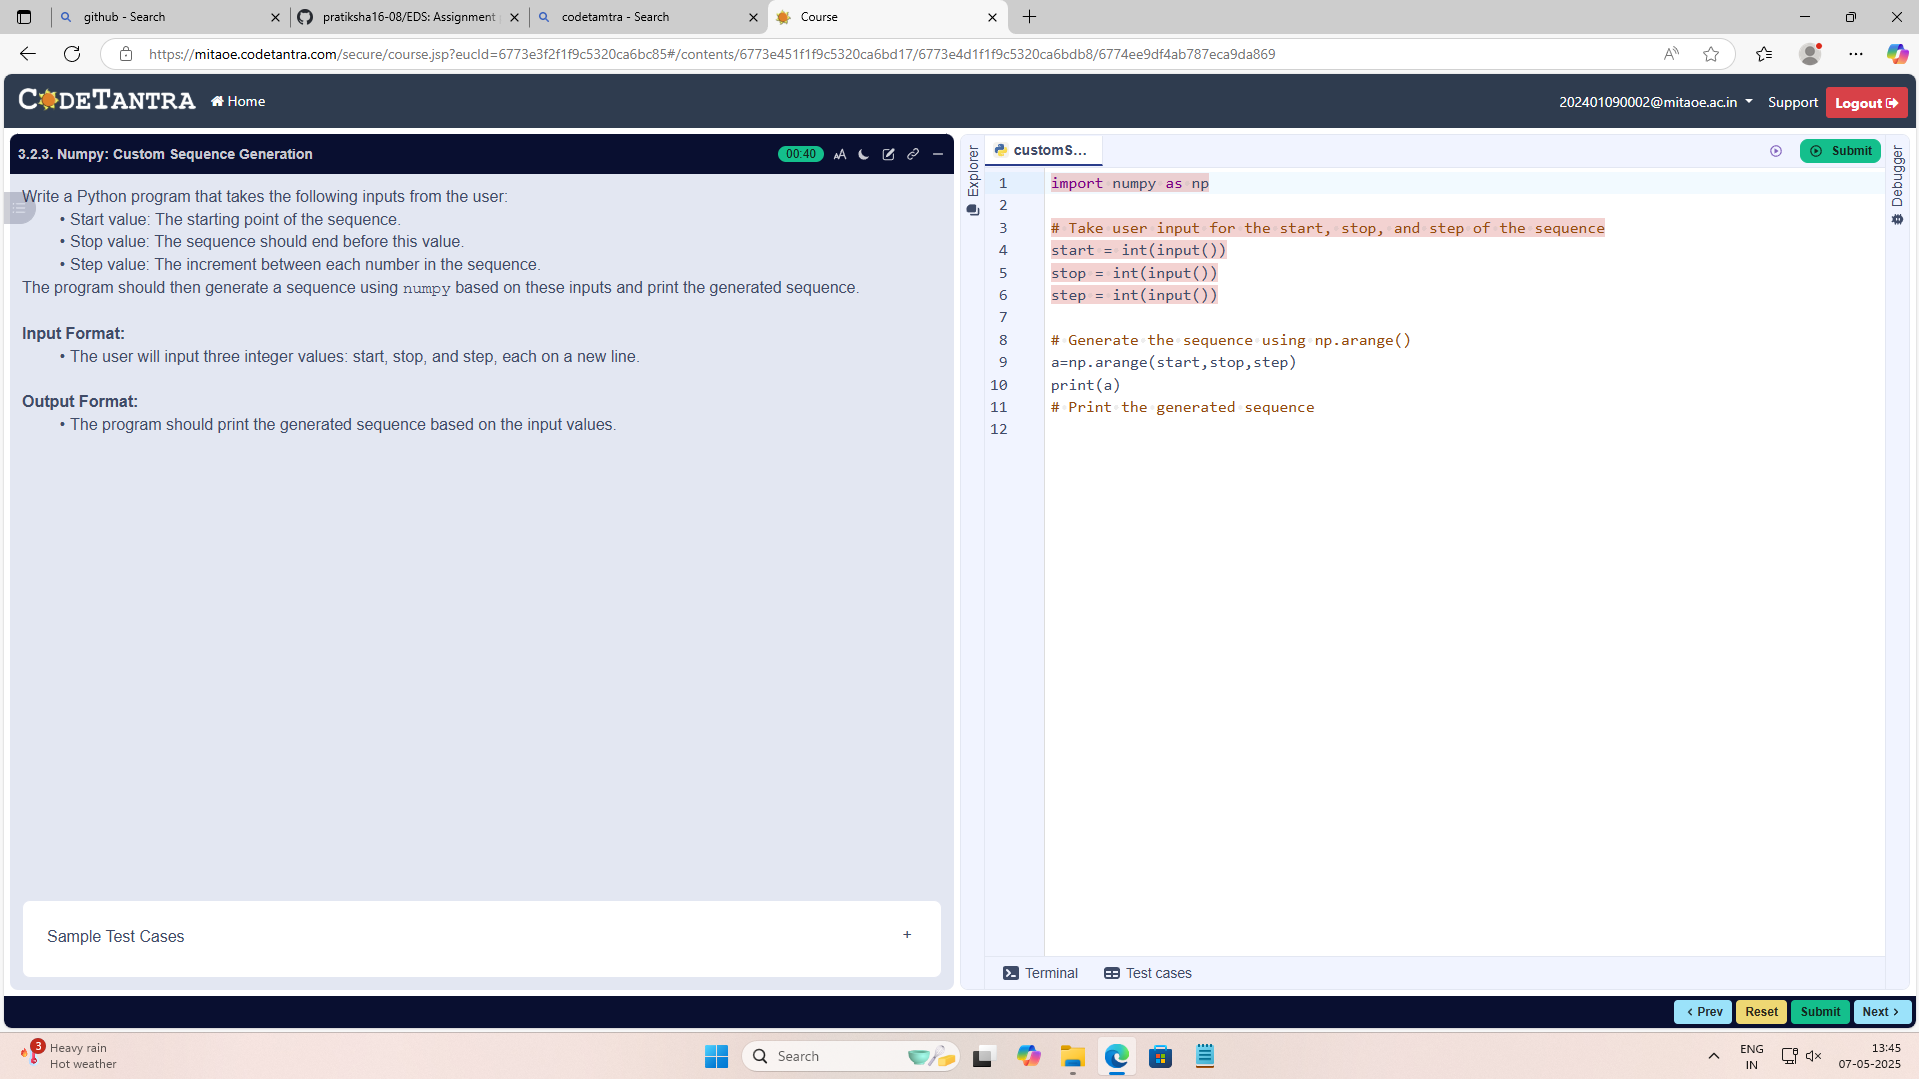 github - Search
pratiksha16-08/EDS: Assignment
codetamtra - Search
Course
https://mitaoe.codetantra.com/secure/course.jsp?eucId=6773e3f2f1f9c5320ca6bc85#/contents/6773e451f1f9c5320ca6bd17/6773e4d1f1f9c5320ca6bdb8/6774ee9df4ab787eca9da869
CODETANTRA
Home
202401090002@mitaoe.ac.in
Support
Logout
3.2.3. Numpy: Custom Sequence Generation
00:40
Write a Python program that takes the following inputs from the user:
• Start value: The starting point of the sequence.
• Stop value: The sequence should end before this value.
• Step value: The increment between each number in the sequence.
The program should then generate a sequence using numpy based on these inputs and print the generated sequence.
Input Format:
• The user will input three integer values: start, stop, and step, each on a new line.
Output Format:
• The program should print the generated sequence based on the input values.
Sample Test Cases
+
Explorer
customS...
Submit
Debugger
1 import numpy as np
2
3 # Take user input for the start, stop, and step of the sequence
4 start = int(input())
5 stop = int(input())
6 step = int(input())
7
8 # Generate the sequence using np.arange()
9 a=np.arange(start,stop,step)
10 print(a)
11 # Print the generated sequence
12
Terminal
Test cases
‹ Prev
Reset
Submit
Next ›
3
Heavy rain
Hot weather
Search
ENG
IN
13:45
07-05-2025